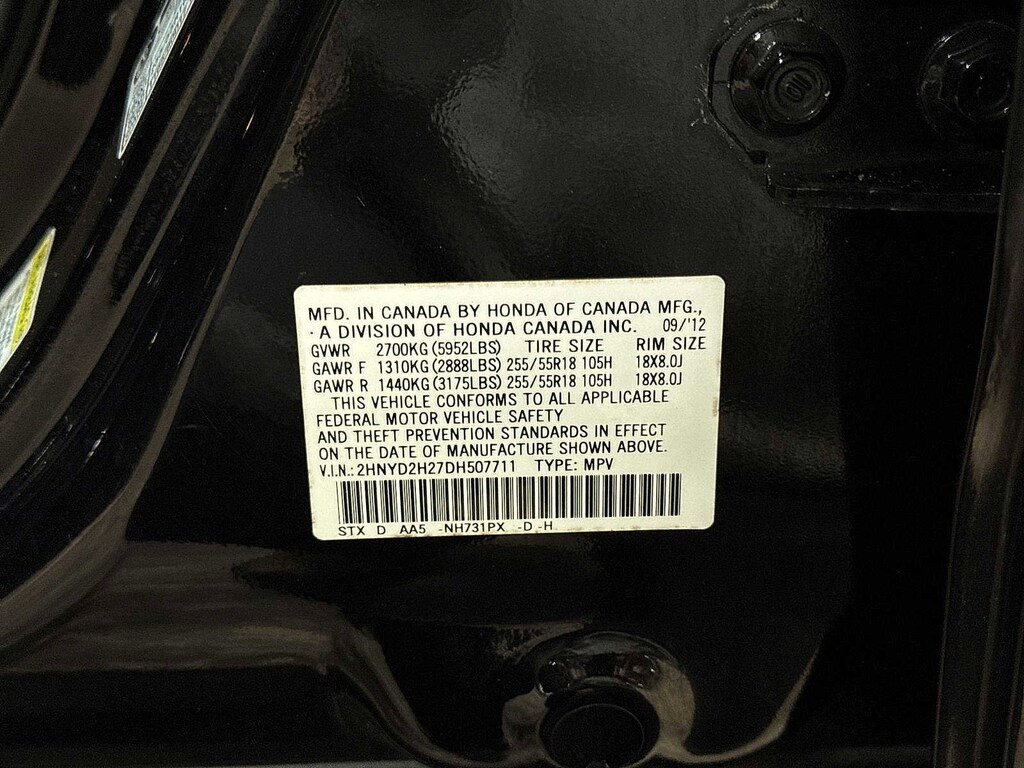 MFD. IN CANADA BY HONDA OF CANADA MFG.,
· A DIVISION OF HONDA CANADA INC. 09/'12
GVWR 2700KG (5952LBS) TIRE SIZE RIM SIZE
GAWR F 1310KG (2888LBS) 255/55R18 105H 18X8.0J
GAWR R 1440KG (3175LBS) 255/55R18 105H 18X8.0J
THIS VEHICLE CONFORMS TO ALL APPLICABLE
FEDERAL MOTOR VEHICLE SAFETY
AND THEFT PREVENTION STANDARDS IN EFFECT
ON THE DATE OF MANUFACTURE SHOWN ABOVE.
V.I.N.: 2HNYD2H27DH507711 TYPE: MPV
STX D AA5 -NH731PX -D -H